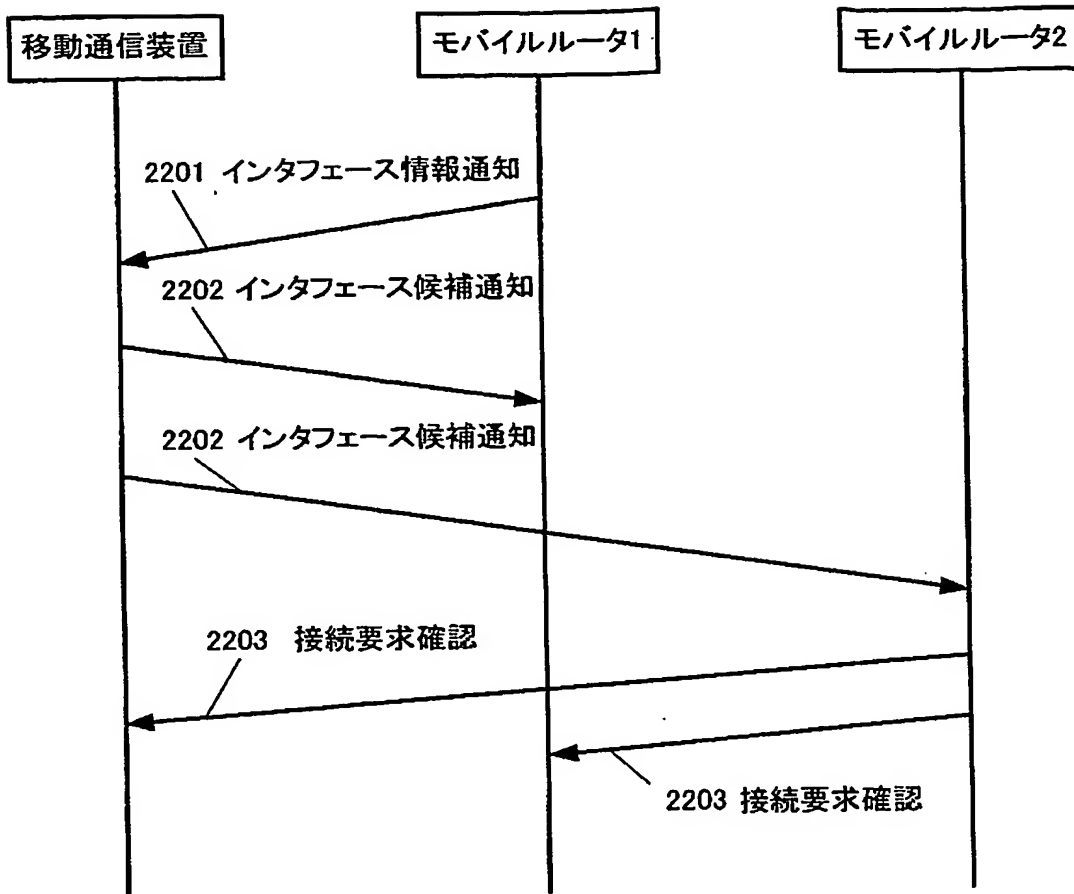 移動通信装置
モバイルルータ1
モバイルルータ2
2201 インタフェース情報通知
2202 インタフェース候補通知
2202 インタフェース候補通知
2203 接続要求確認
2203 接続要求確認